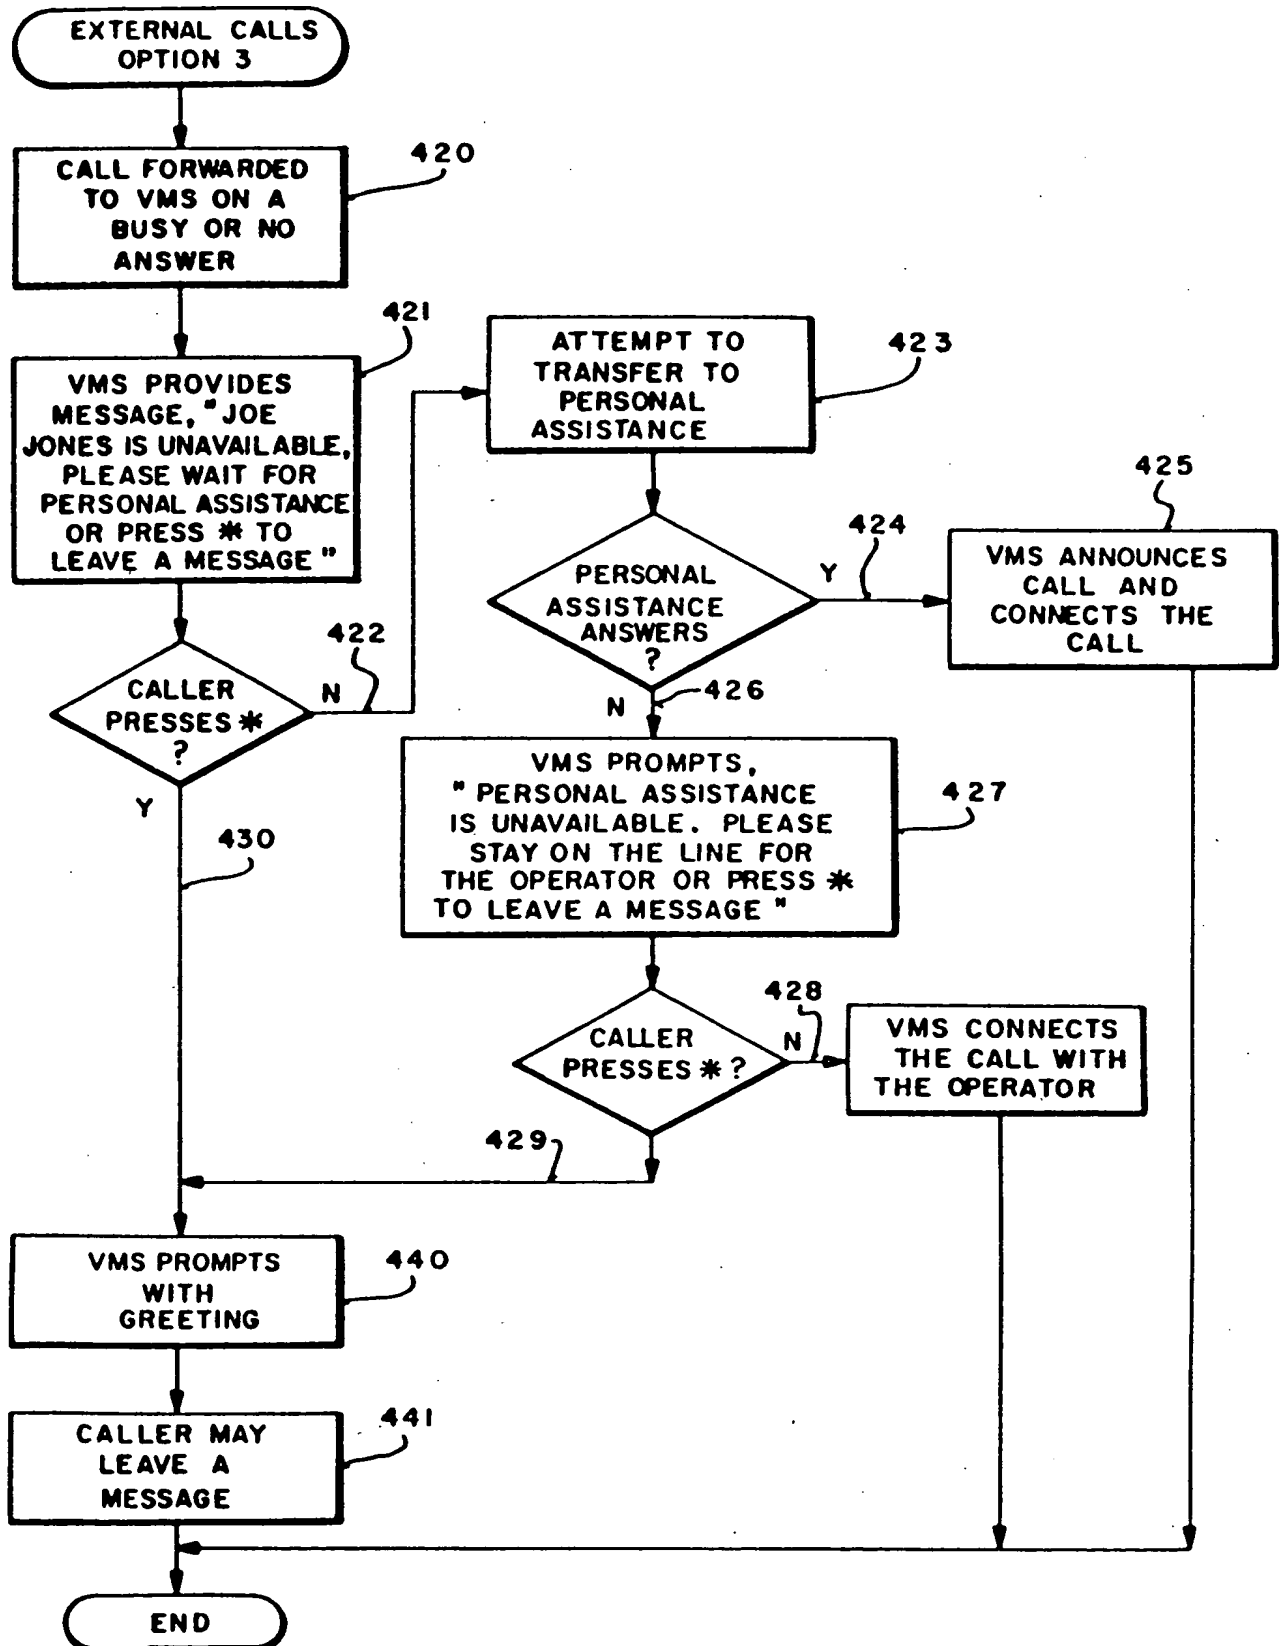 EXTERNAL CALLS
OPTION 3
CALL FORWARDED
TO VMS ON A
BUSY OR NO
ANSWER
420
VMS PROVIDES
MESSAGE, "JOE
JONES IS UNAVAILABLE,
PLEASE WAIT FOR
PERSONAL ASSISTANCE
OR PRESS * TO
LEAVE A MESSAGE"
421
CALLER
PRESSES *
?
N
422
Y
430
ATTEMPT TO
TRANSFER TO
PERSONAL
ASSISTANCE
423
PERSONAL
ASSISTANCE
ANSWERS
?
Y
424
VMS ANNOUNCES
CALL AND
CONNECTS THE
CALL
425
N
426
VMS PROMPTS,
"PERSONAL ASSISTANCE
IS UNAVAILABLE. PLEASE
STAY ON THE LINE FOR
THE OPERATOR OR PRESS *
TO LEAVE A MESSAGE"
427
CALLER
PRESSES * ?
N
428
VMS CONNECTS
THE CALL WITH
THE OPERATOR
429
VMS PROMPTS
WITH
GREETING
440
CALLER MAY
LEAVE A
MESSAGE
441
END